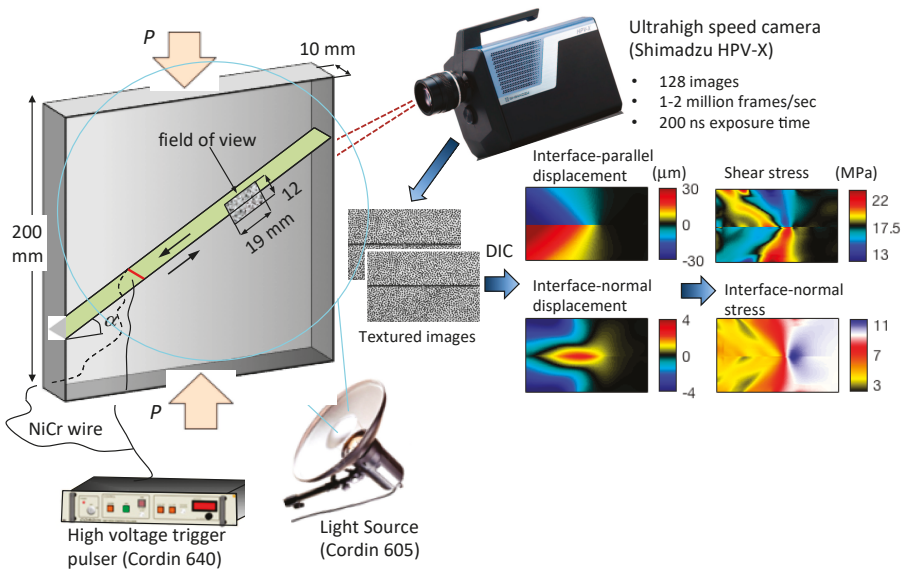 P
10 mm
200
mm
field of view
12
19 mm
α
P
NiCr wire
High voltage trigger
pulser (Cordin 640)
Light Source
(Cordin 605)
Ultrahigh speed camera
(Shimadzu HPV-X)
• 128 images
• 1-2 million frames/sec
• 200 ns exposure time
Textured images
DIC
Interface-parallel
displacement
(μm)
30
0
-30
Shear stress
(MPa)
22
17.5
13
Interface-normal
displacement
4
0
-4
Interface-normal
stress
11
7
3